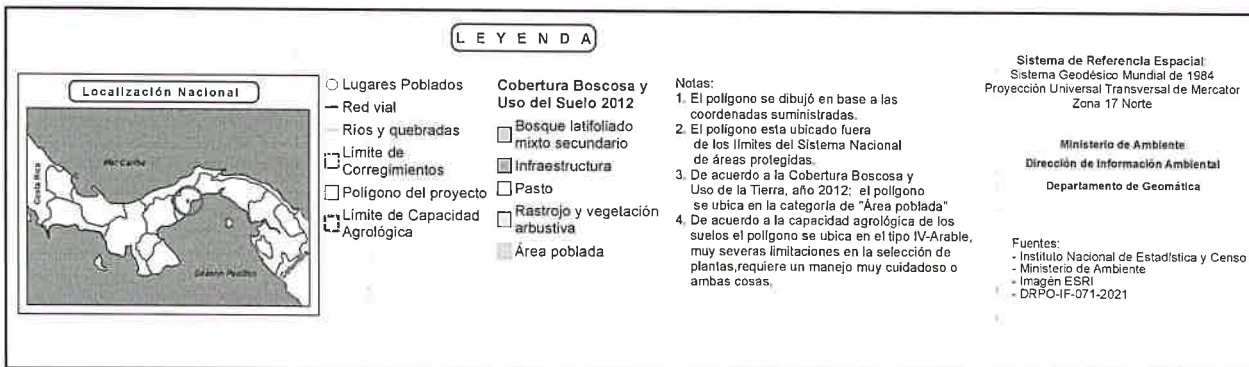 L E Y E N D A
Localización Nacional
Mar Caribe
Costa Rica
Océano Pacífico
Colombia
Lugares Poblados
Red vial
Ríos y quebradas
Límite de
Corregimientos
Polígono del proyecto
Límite de Capacidad
Agrológica
Cobertura Boscosa y
Uso del Suelo 2012
Bosque latifoliado
mixto secundario
Infraestructura
Pasto
Rastrojo y vegetación
arbustiva
Área poblada
Notas:
1. El polígono se dibujó en base a las
coordenadas suministradas.
2. El polígono esta ubicado fuera
de los límites del Sistema Nacional
de áreas protegidas.
3. De acuerdo a la Cobertura Boscosa y
Uso de la Tierra, año 2012; el polígono
se ubica en la categoría de "Área poblada"
4. De acuerdo a la capacidad agrológica de los
suelos el polígono se ubica en el tipo IV-Arable,
muy severas limitaciones en la selección de
plantas,requiere un manejo muy cuidadoso o
ambas cosas.
Sistema de Referencia Espacial:
Sistema Geodésico Mundial de 1984
Proyección Universal Transversal de Mercator
Zona 17 Norte
Ministerio de Ambiente
Dirección de Información Ambiental
Departamento de Geomática
Fuentes:
- Instituto Nacional de Estadística y Censo
- Ministerio de Ambiente
- Imagén ESRI
- DRPO-IF-071-2021